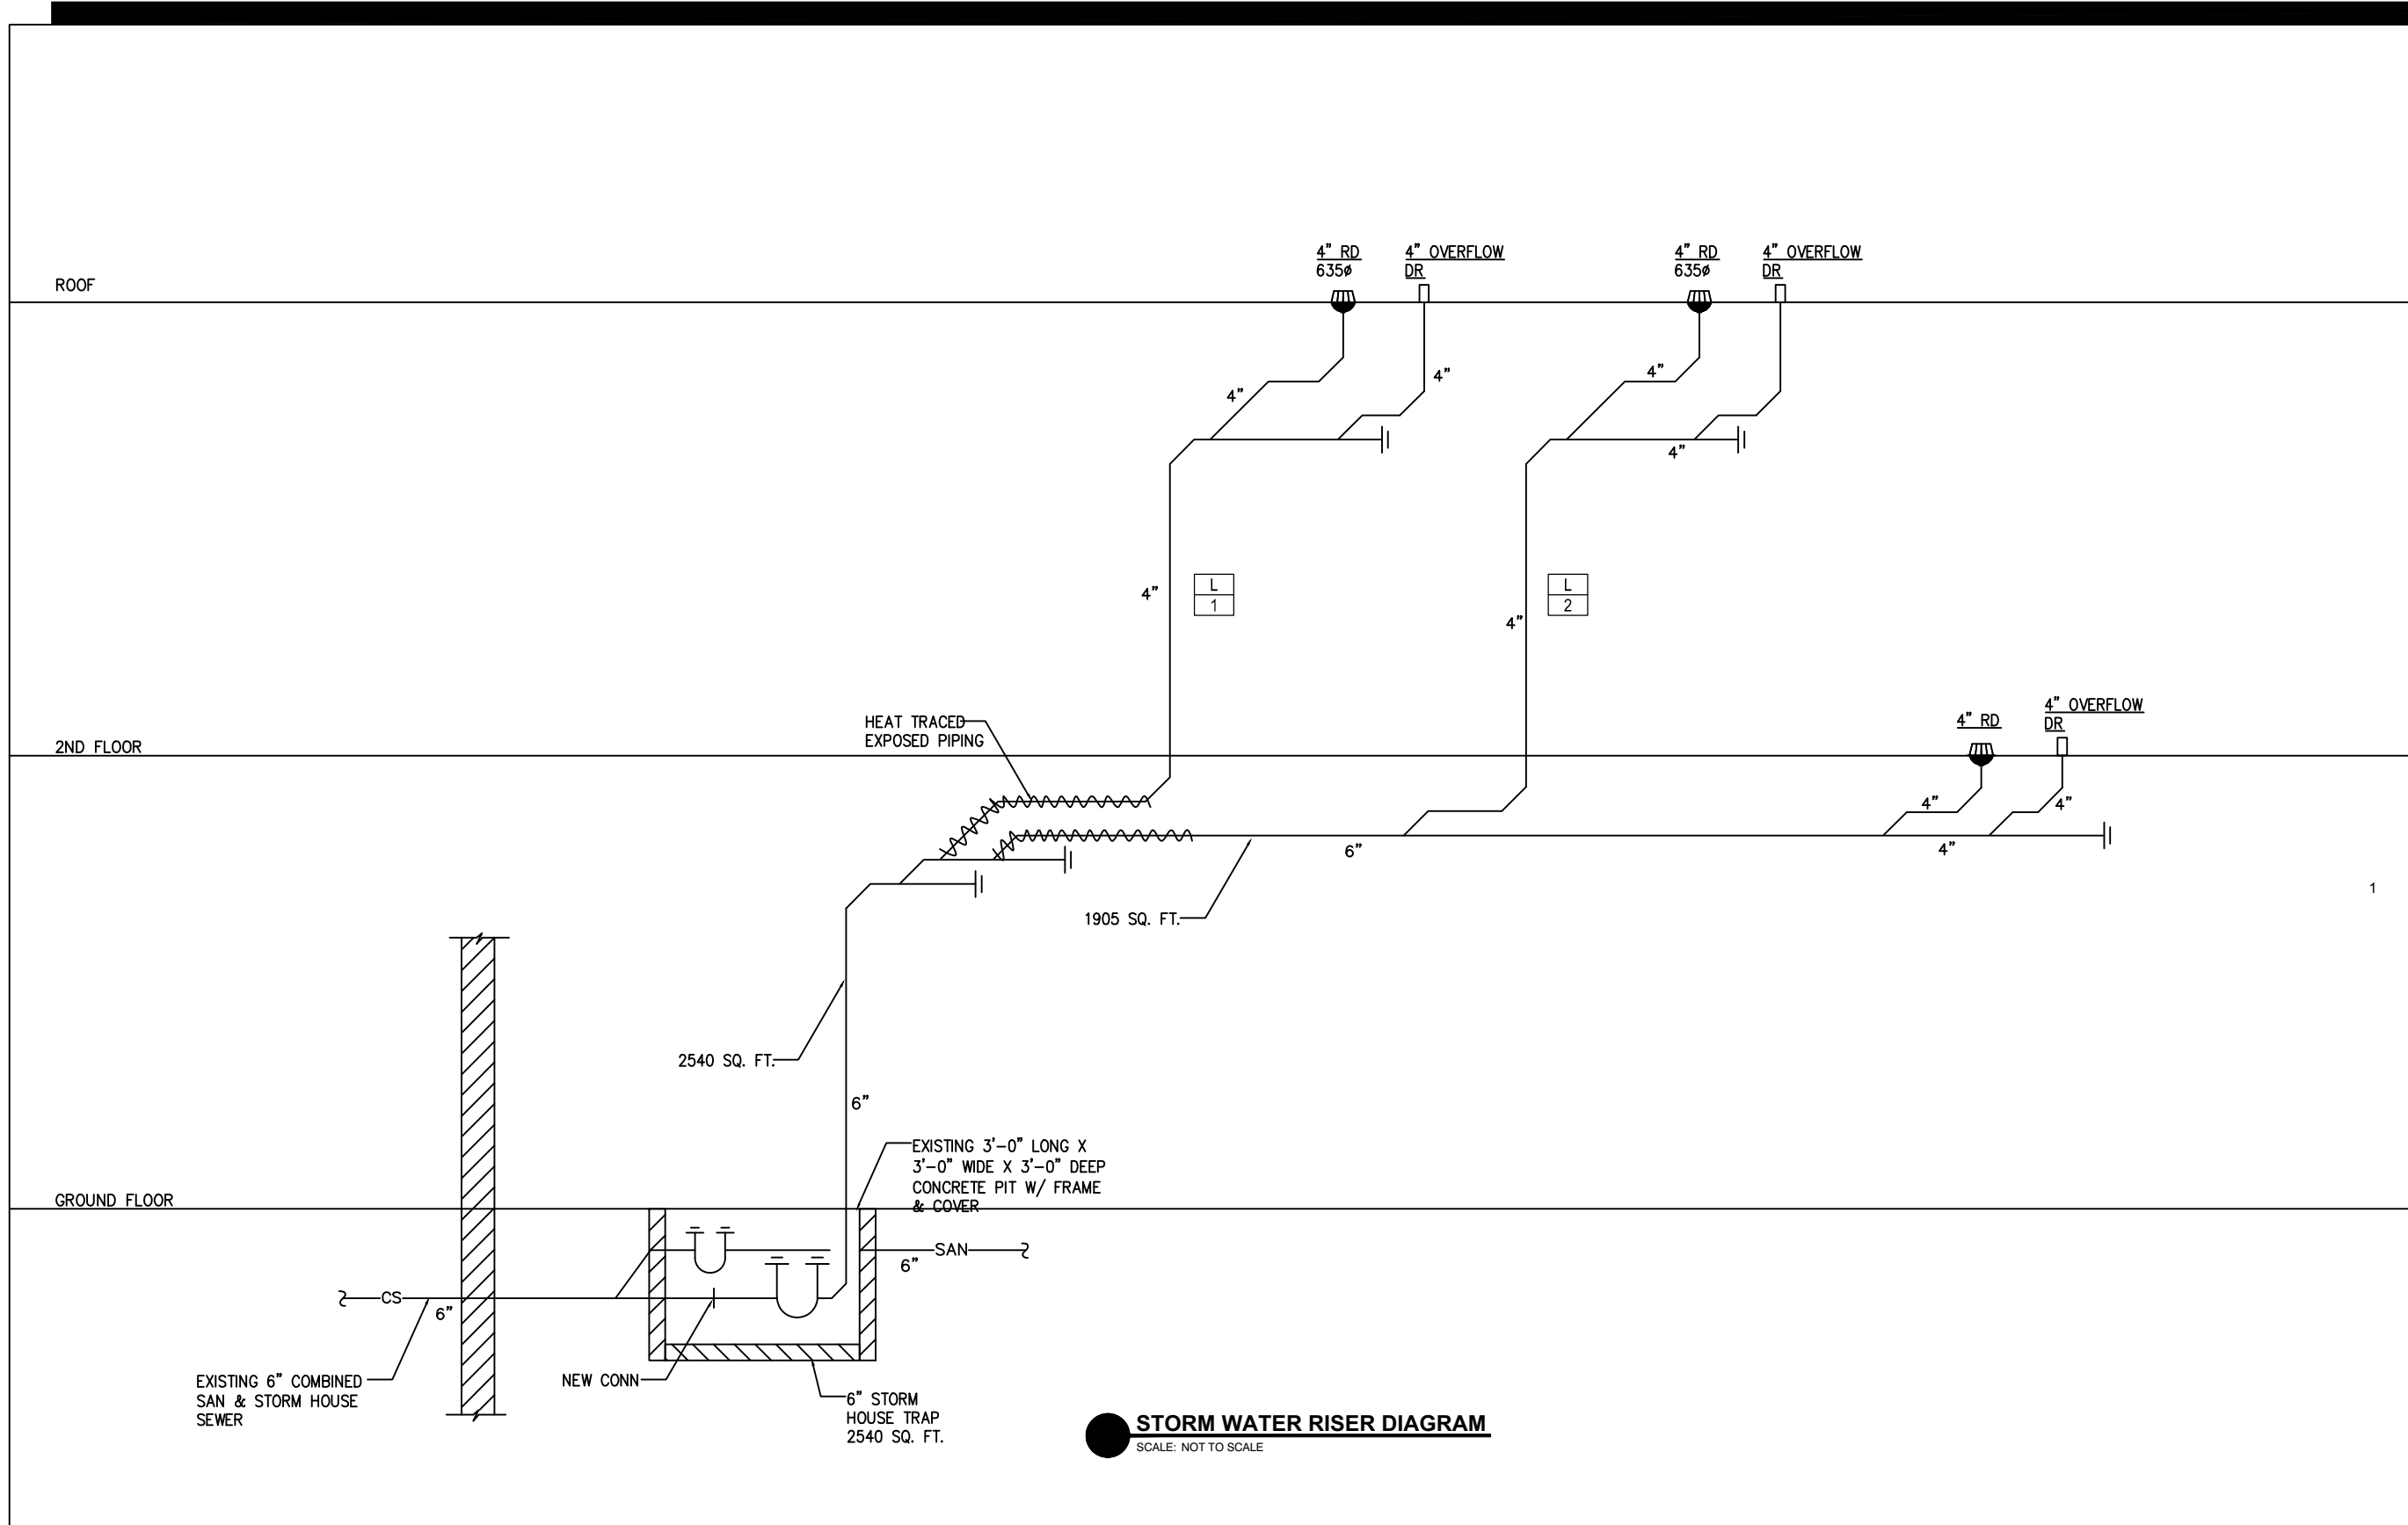 4" RD
635ø
4" OVERFLOW
DR
4" RD
635ø
4" OVERFLOW
DR
ROOF
4"
4"
4"
4"
4"
L
1
4"
L
2
4"
HEAT TRACED
EXPOSED PIPING
2ND FLOOR
4" RD
4" OVERFLOW
DR
4"
4"
6"
4"
1905 SQ. FT.
1
2540 SQ. FT.
6"
EXISTING 3'-0" LONG X
3'-0" WIDE X 3'-0" DEEP
CONCRETE PIT W/ FRAME
& COVER
GROUND FLOOR
SAN
6"
CS
6"
EXISTING 6" COMBINED
SAN & STORM HOUSE
SEWER
NEW CONN
6" STORM
HOUSE TRAP
2540 SQ. FT.
STORM WATER RISER DIAGRAM
SCALE: NOT TO SCALE